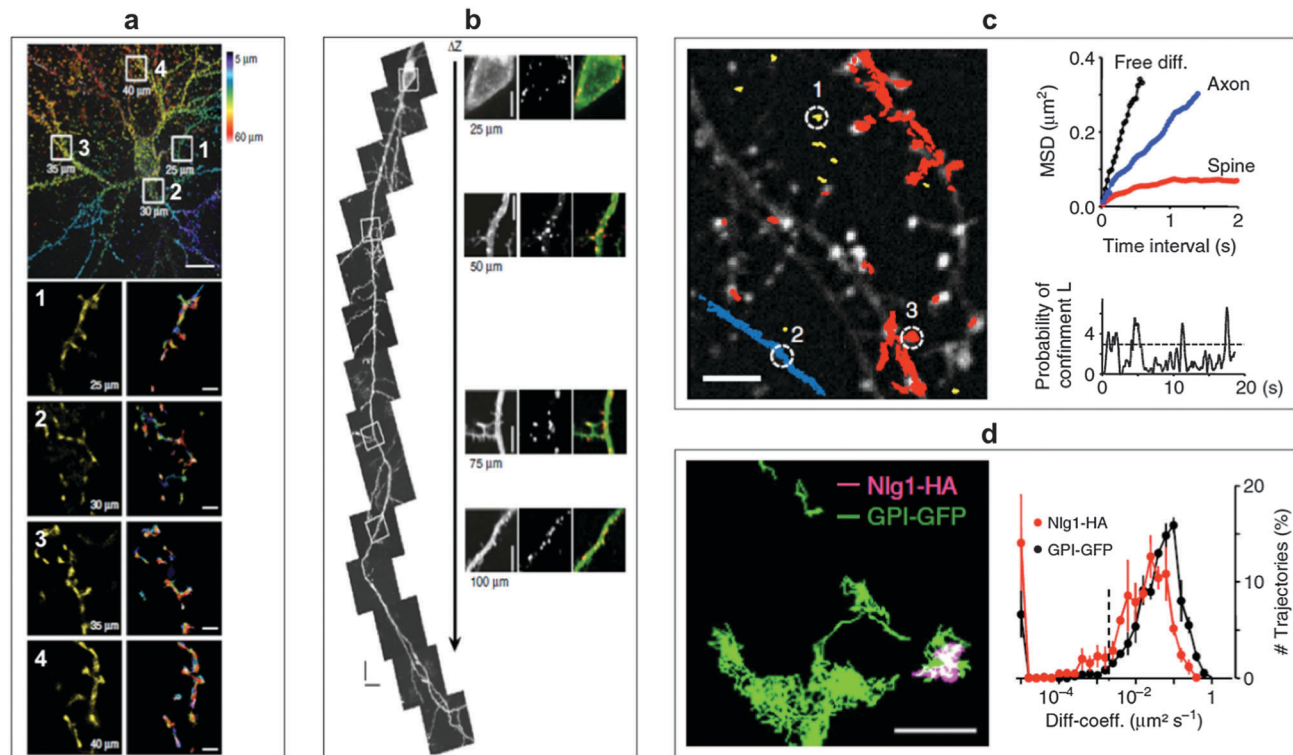 a
4
40 μm
5 μm
60 μm
3
35 μm
1
25 μm
2
30 μm
1
25 μm
2
30 μm
3
35 μm
4
40 μm
b
ΔZ
25 μm
50 μm
75 μm
100 μm
c
1
2
3
0.4
0.2
0.0
MSD (μm²)
Free diff.
Axon
Spine
0 1 2
Time interval (s)
Probability of
confinment L
4
0
0 10 20 (s)
d
Nlg1-HA
GPI-GFP
Nlg1-HA
GPI-GFP
20
10
0
# Trajectories (%)
10⁻⁴ 10⁻² 1
Diff-coeff. (μm² s⁻¹)